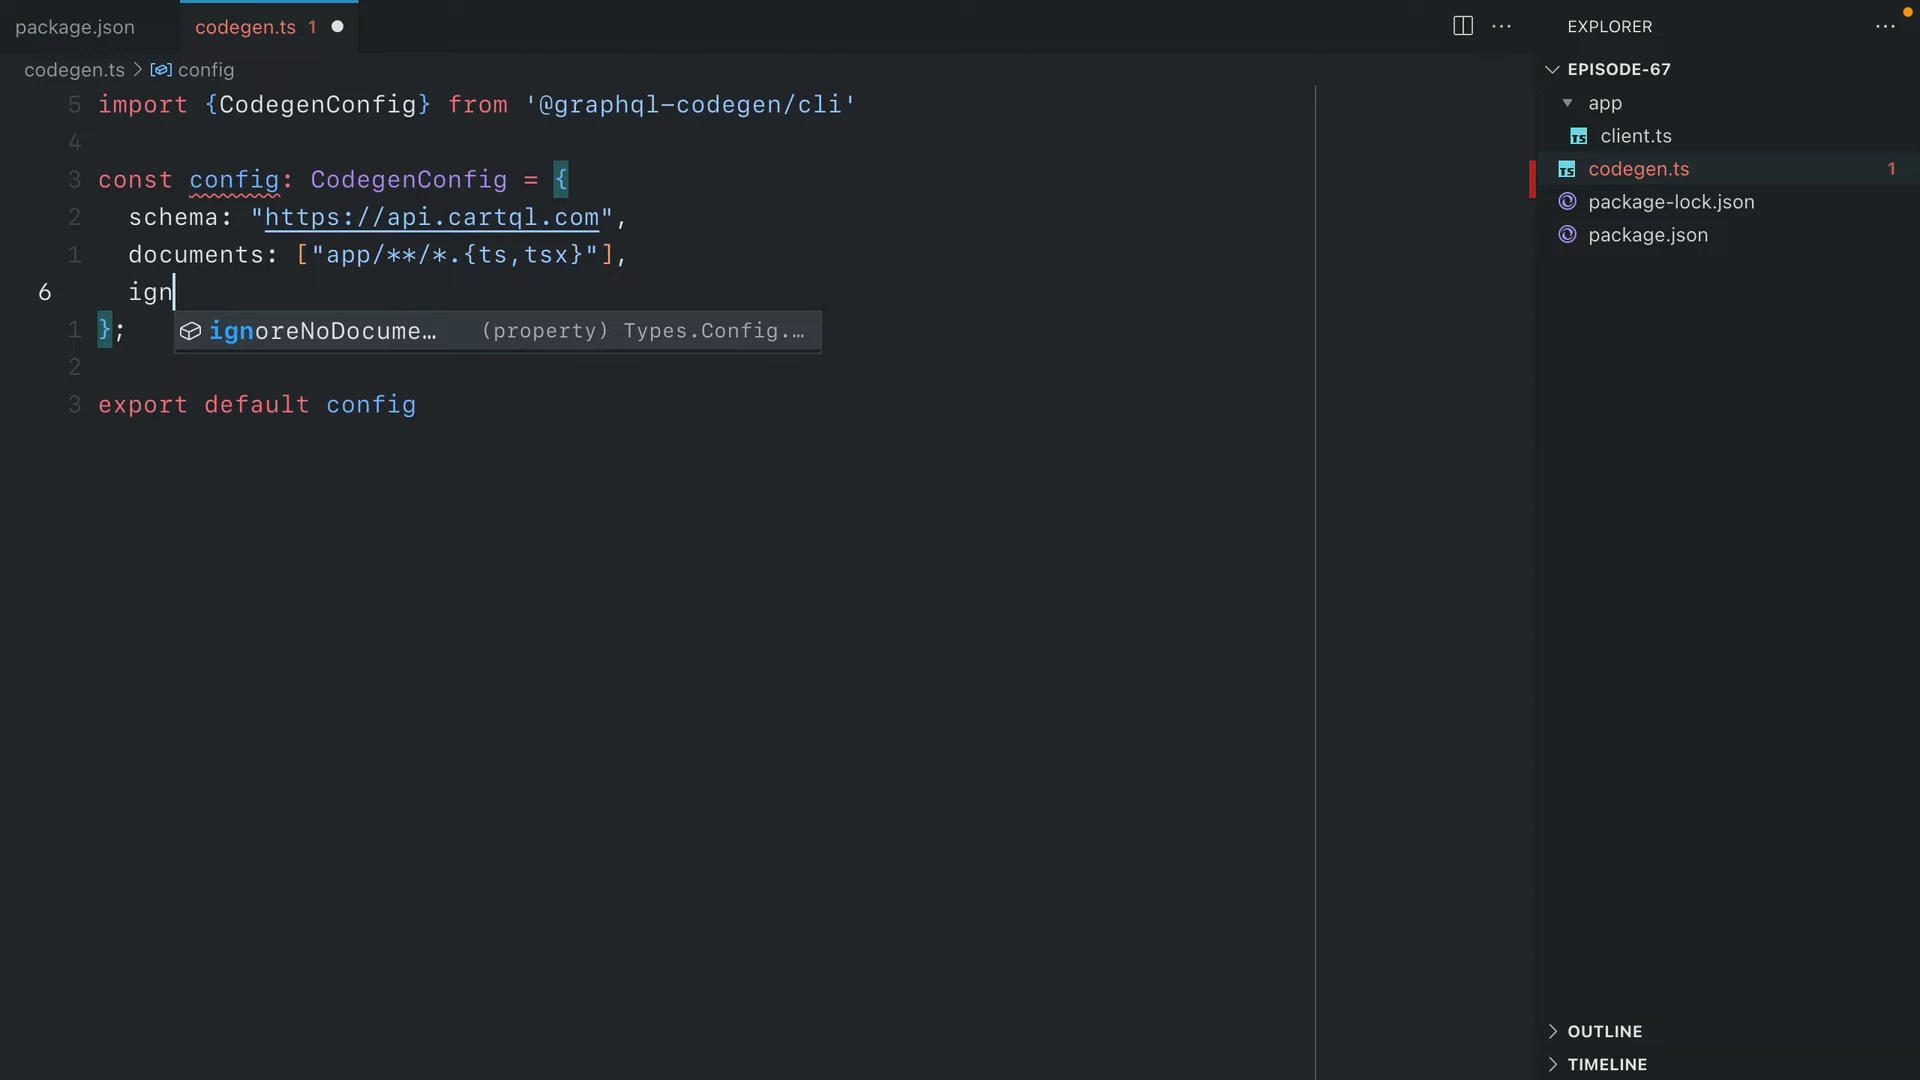 package.json
codegen.ts 1
codegen.ts config
5 import {CodegenConfig} from '@graphql-codegen/cli'
4
3 const config: CodegenConfig = {
2 schema: "https://api.cartql.com",
1 documents: ["app/**/*.{ts,tsx}"],
6 ign
1 };
ignoreNoDocume… (property) Types.Config.…
2
3 export default config
EXPLORER
EPISODE-67
app
TS client.ts
TS codegen.ts 1
package-lock.json
package.json
OUTLINE
TIMELINE